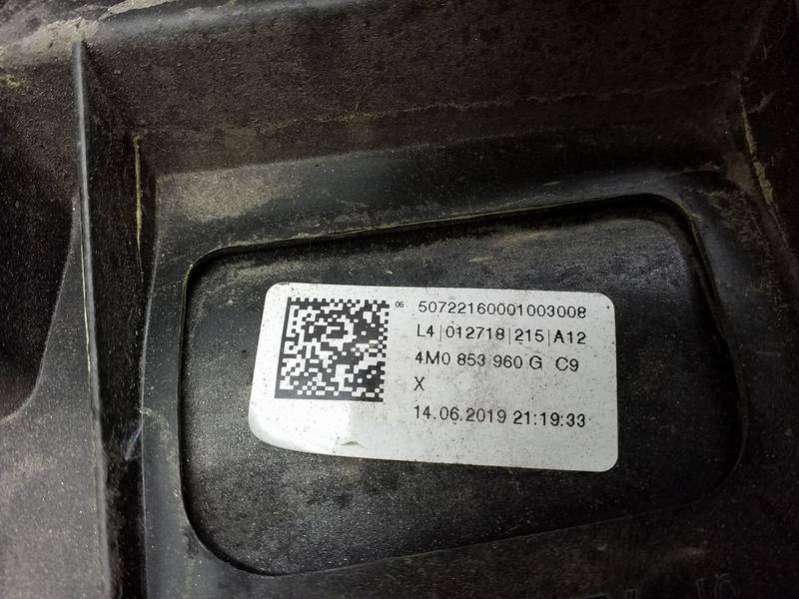 06 50722160001003008
L4|012718|215|A12
4M0 853 960 G C9
X
14.06.2019 21:19:33